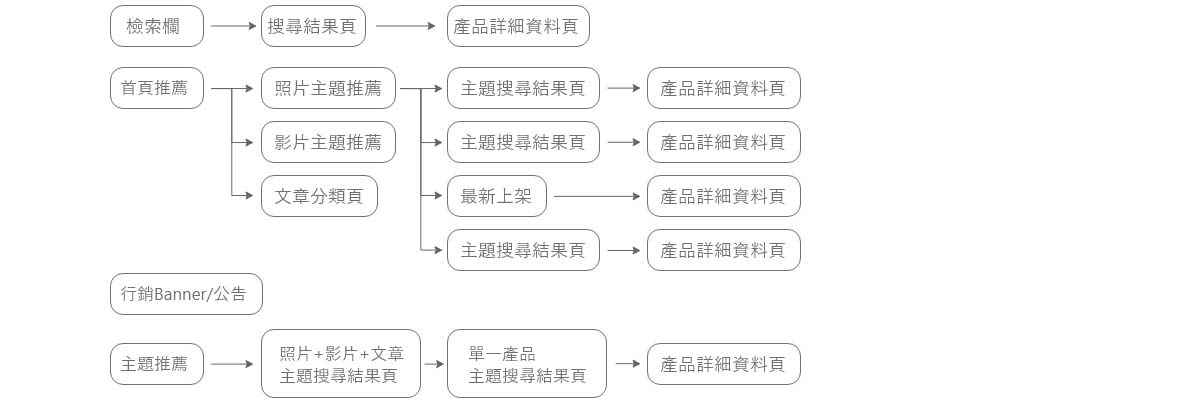 檢索欄
搜尋結果頁
產品詳細資料頁
首頁推薦
照片主題推薦
主題搜尋結果頁
產品詳細資料頁
影片主題推薦
主題搜尋結果頁
產品詳細資料頁
文章分類頁
最新上架
產品詳細資料頁
主題搜尋結果頁
產品詳細資料頁
行銷Banner/公告
主題推薦
照片+影片+文章
主題搜尋結果頁
單一產品
主題搜尋結果頁
產品詳細資料頁